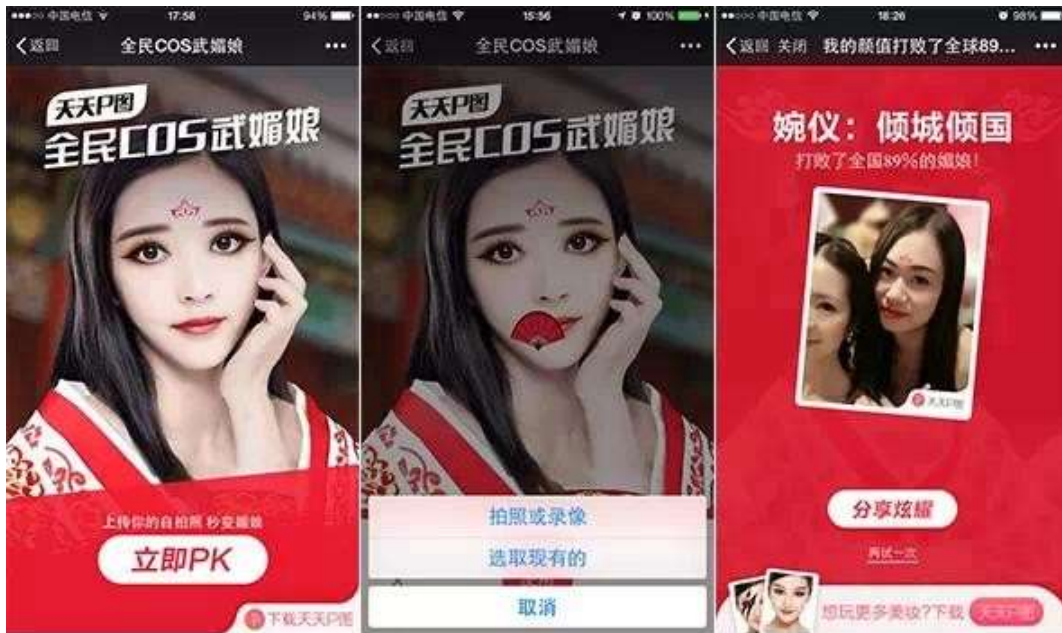 中国电信
17:58
94%
返回
全民COS武媚娘
天天P图
全民COS武媚娘
上传你的自拍照 秒变媚娘
立即PK
下载天天P图
中国电信
15:56
100%
返回
全民COS武媚娘
天天P图
全民COS武媚娘
拍照或录像
选取现有的
取消
中国电信
18:26
98%
返回 关闭 我的颜值打败了全球89...
婉仪：倾城倾国
打败了全国89%的媚娘！
天天P图
分享炫耀
再试一次
想玩更多美妆?下载
天天P图